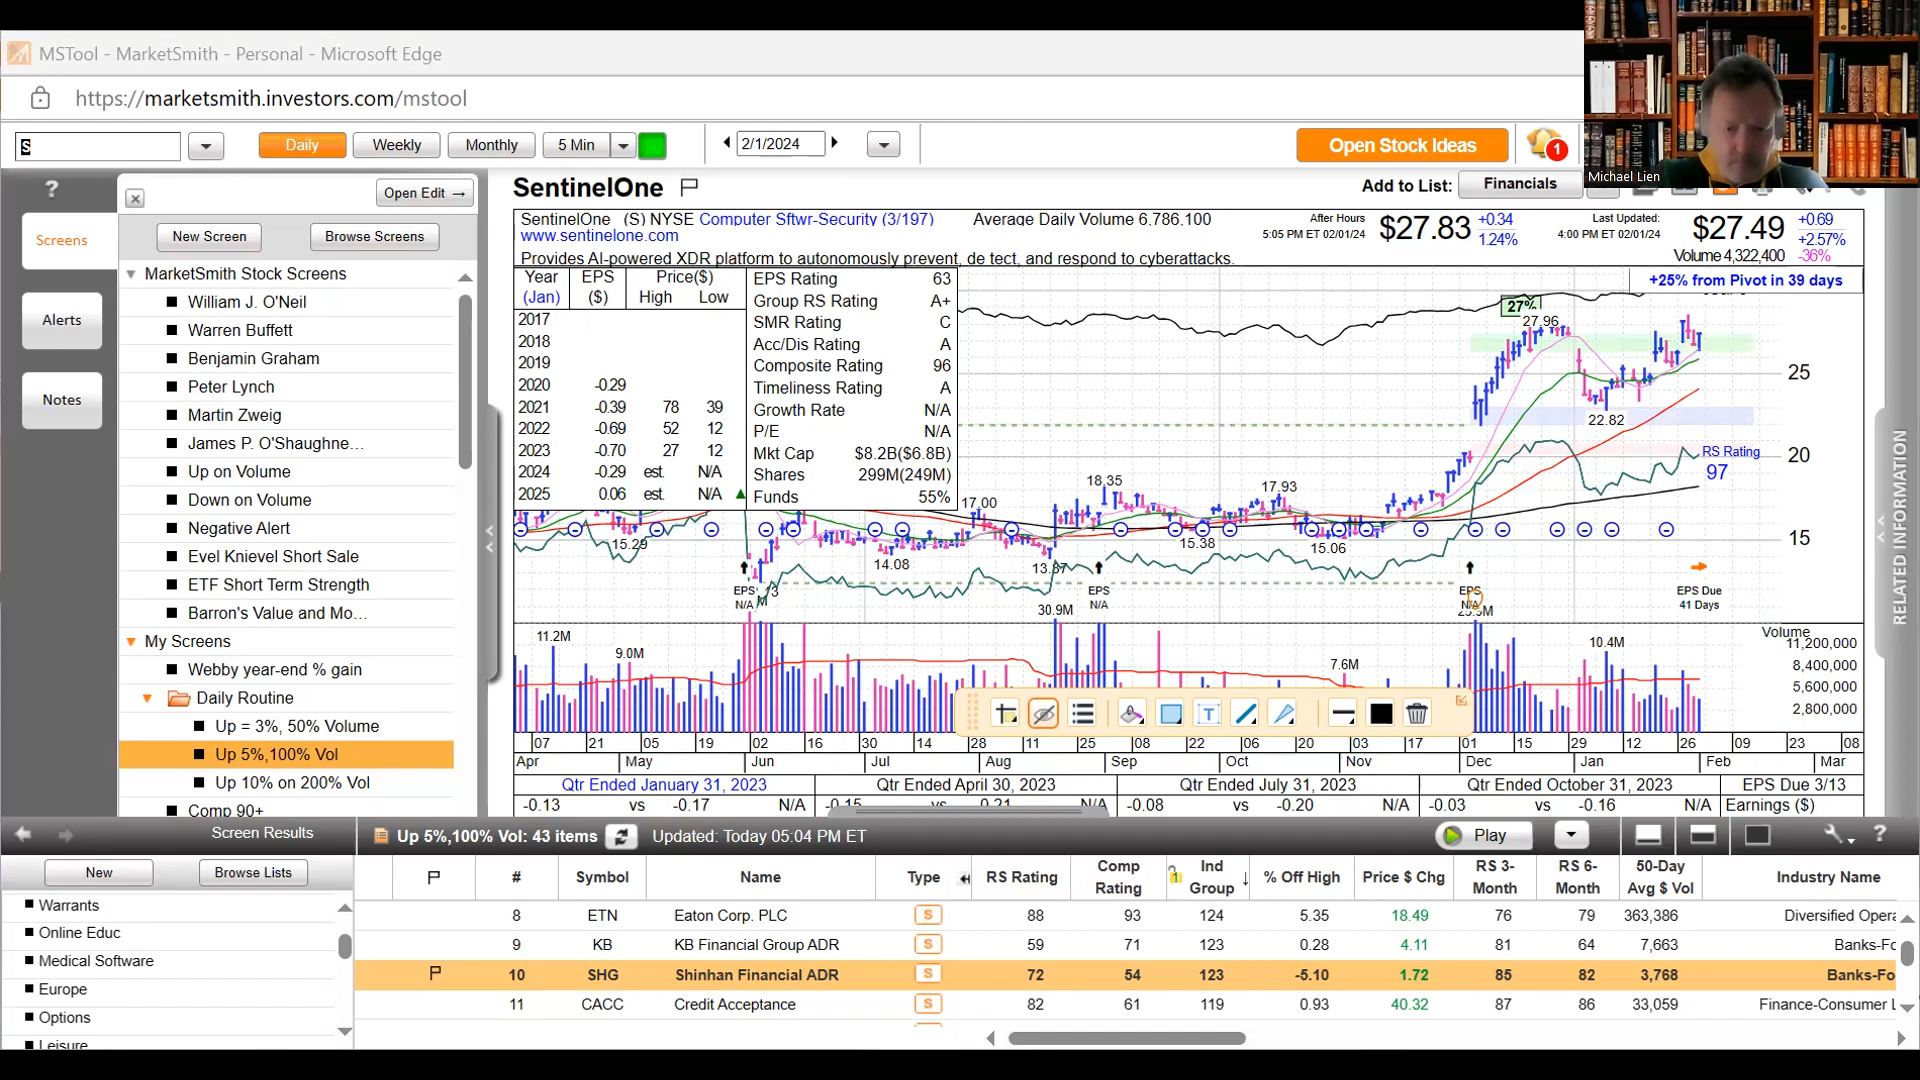 MSTool - MarketSmith - Personal - Microsoft Edge
https://marketsmith.investors.com/mstool
S
Daily
Weekly
Monthly
5 Min
2/1/2024
Open Stock Ideas
1
Michael Lien
?
Screens
Alerts
Notes
Open Edit →
New Screen
Browse Screens
MarketSmith Stock Screens
William J. O'Neil
Warren Buffett
Benjamin Graham
Peter Lynch
Martin Zweig
James P. O'Shaughne...
Up on Volume
Down on Volume
Negative Alert
Evel Knievel Short Sale
ETF Short Term Strength
Barron's Value and Mo...
My Screens
Webby year-end % gain
Daily Routine
Up = 3%, 50% Volume
Up 5%,100% Vol
Up 10% on 200% Vol
Comp 90+
SentinelOne
Add to List:
Financials
SentinelOne (S) NYSE Computer Sftwr-Security (3/197) Average Daily Volume 6,786,100
www.sentinelone.com
Provides AI-powered XDR platform to autonomously prevent, de tect, and respond to cyberattacks.
After Hours
5:05 PM ET 02/01/24
$27.83
+0.34
1.24%
Last Updated:
4:00 PM ET 02/01/24
$27.49
+0.69
+2.57%
Volume 4,322,400 -36%
+25% from Pivot in 39 days
Year EPS Price($)
(Jan) ($) High Low
2017
2018
2019
2020 -0.29
2021 -0.39 78 39
2022 -0.69 52 12
2023 -0.70 27 12
2024 -0.29 est. N/A
2025 0.06 est. N/A
EPS Rating 63
Group RS Rating A+
SMR Rating C
Acc/Dis Rating A
Composite Rating 96
Timeliness Rating A
Growth Rate N/A
P/E N/A
Mkt Cap $8.2B($6.8B)
Shares 299M(249M)
Funds 55%
27%
27.96
22.82
RS Rating
97
25
20
15
15.29
14.08
17.00
13.87
18.35
15.38
17.93
15.06
EPS
N/A
EPS
N/A
EPS
N/A
EPS Due
41 Days
11.2M
9.0M
30.9M
7.6M
10.4M
Volume
11,200,000
8,400,000
5,600,000
2,800,000
07 21 05 19 02 16 30 14 28 11 25 08 22 06 20 03 17 01 15 29 12 26 09 23 08
Apr May Jun Jul Aug Sep Oct Nov Dec Jan Feb Mar
Qtr Ended January 31, 2023
Qtr Ended April 30, 2023
Qtr Ended July 31, 2023
Qtr Ended October 31, 2023
EPS Due 3/13
-0.13 vs -0.17 N/A
-0.15 vs 0.21 N/A
-0.08 vs -0.20 N/A
-0.03 vs -0.16 N/A
Earnings ($)
RELATED INFORMATION
Screen Results
New
Browse Lists
Warrants
Online Educ
Medical Software
Europe
Options
Leisure
Up 5%,100% Vol: 43 items
Updated: Today 05:04 PM ET
Play
?
# Symbol Name Type RS Rating Comp Rating Ind Group % Off High Price $ Chg RS 3-Month RS 6-Month 50-Day Avg $ Vol Industry Name
8 ETN Eaton Corp. PLC S 88 93 124 5.35 18.49 76 79 363,386 Diversified Opera
9 KB KB Financial Group ADR S 59 71 123 0.28 4.11 81 64 7,663 Banks-Fo
10 SHG Shinhan Financial ADR S 72 54 123 -5.10 1.72 85 82 3,768 Banks-Fo
11 CACC Credit Acceptance S 82 61 119 0.93 40.32 87 86 33,059 Finance-Consumer L